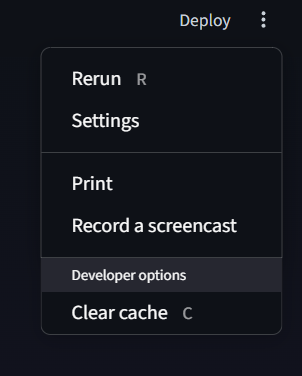 Deploy
Rerun R
Settings
Print
Record a screencast
Developer options
Clear cache C